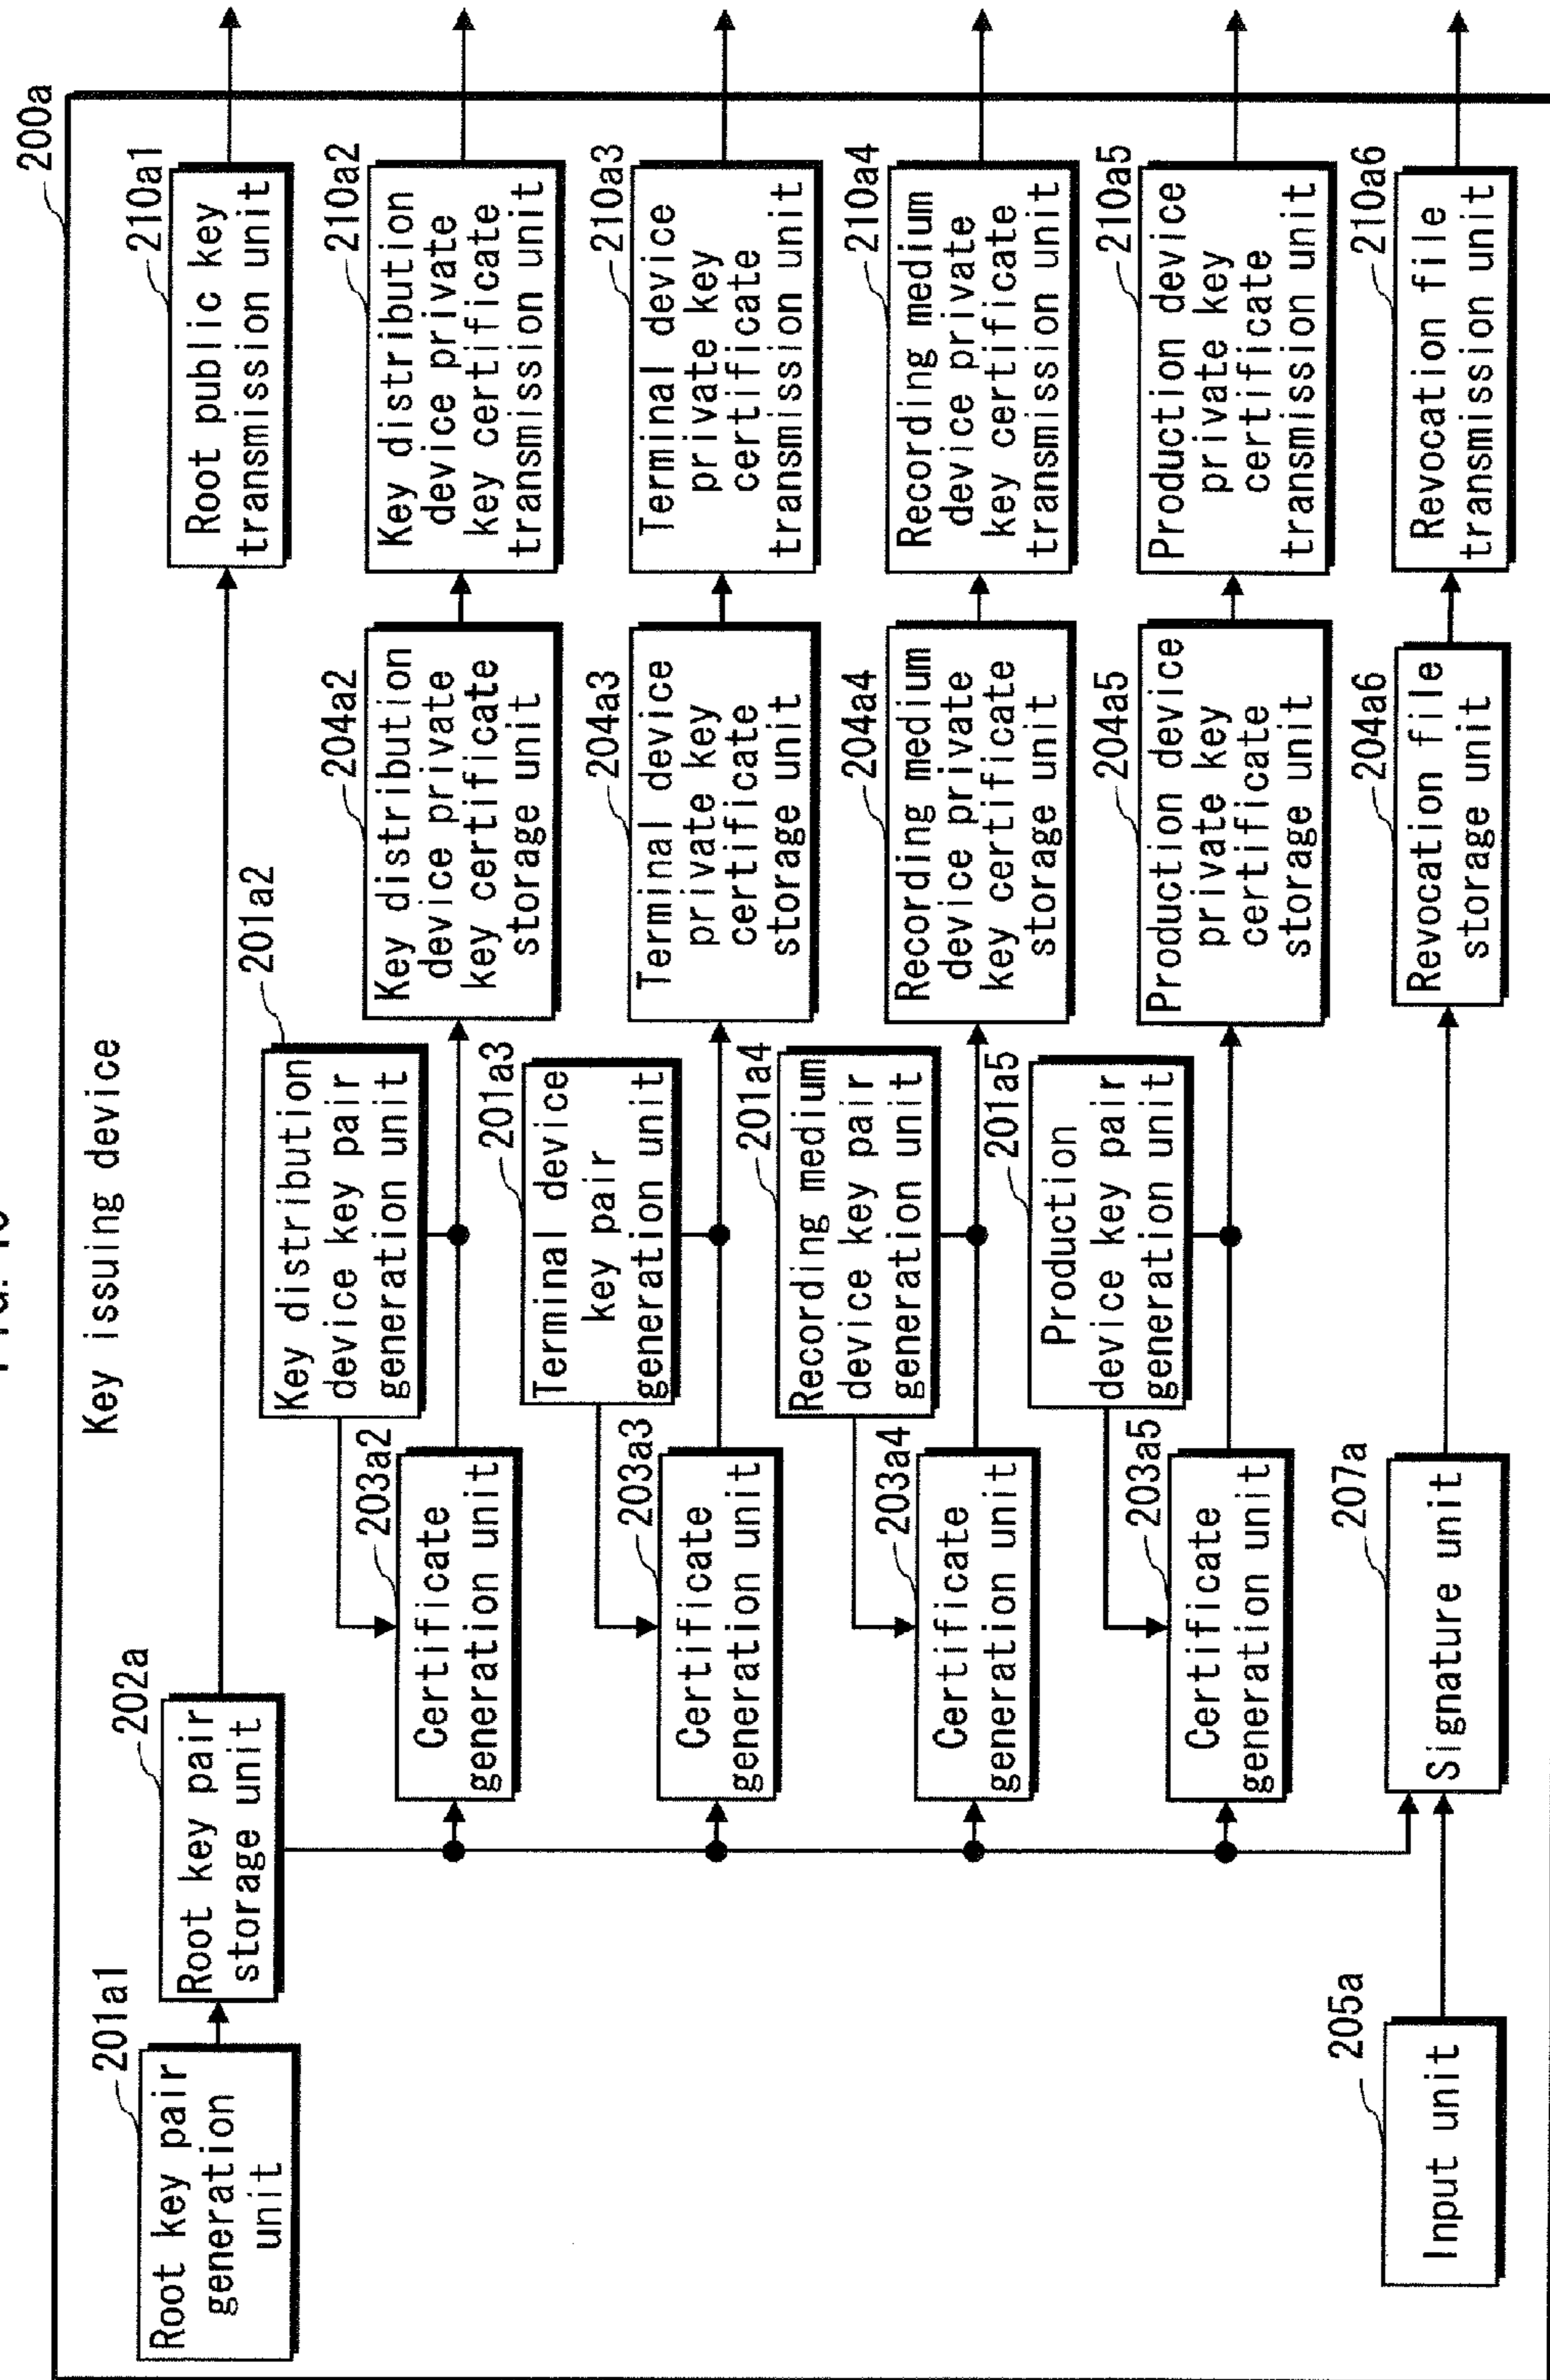 Key issuing device
200a
201a1
Root key pair
generation
unit
202a
Root key pair
storage unit
210a1
Root public key
transmission unit
201a2
Key distribution
device key pair
generation unit
203a2
Certificate
generation unit
204a2
Key distribution
device private
key certificate
storage unit
210a2
Key distribution
device private
key certificate
transmission unit
201a3
Terminal device
key pair
generation unit
203a3
Certificate
generation unit
204a3
Terminal device
private key
certificate
storage unit
210a3
Terminal device
private key
certificate
transmission unit
201a4
Recording medium
device key pair
generation unit
203a4
Certificate
generation unit
204a4
Recording medium
device private
key certificate
storage unit
210a4
Recording medium
device private
key certificate
transmission unit
201a5
Production
device key pair
generation unit
203a5
Certificate
generation unit
204a5
Production device
private key
certificate
storage unit
210a5
Production device
private key
certificate
transmission unit
205a
Input unit
207a
Signature unit
204a6
Revocation file
storage unit
210a6
Revocation file
transmission unit